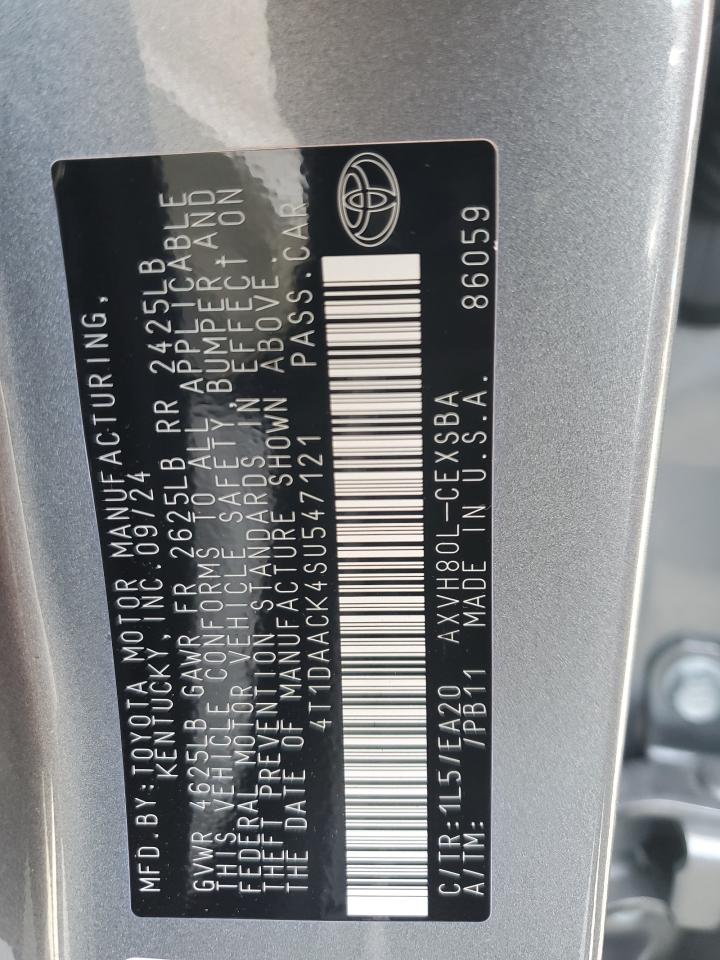 MFD.BY:TOYOTA MOTOR MANUFACTURING,
KENTUCKY, INC.09/24
GVWR 4625LB GAWR FR 2625LB RR 2425LB
THIS VEHICLE CONFORMS TO ALL APPLICABLE
FEDERAL MOTOR VEHICLE SAFETY,BUMPER,AND
THEFT PREVENTION STANDARDS IN EFFECT ON
THE DATE OF MANUFACTURE SHOWN ABOVE.
4T1DAACK4SU547121 PASS.CAR
C/TR:1L5/EA20 AXVH80L-CEXSBA
A/TM: /PB11 MADE IN U.S.A. 86059